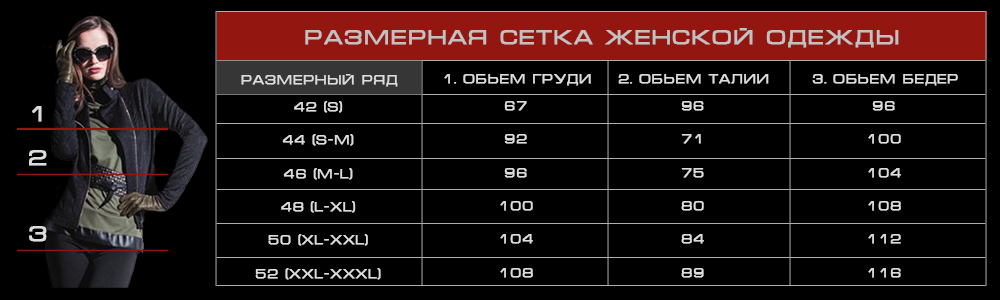 РАЗМЕРНАЯ СЕТКА ЖЕНСКОЙ ОДЕЖДЫ
РАЗМЕРНЫЙ РЯД 1. ОБЬЕМ ГРУДИ 2. ОБЬЕМ ТАЛИИ 3. ОБЬЕМ БЕДЕР
42 (S) 67 96 96
44 (S-M) 92 71 100
46 (M-L) 96 75 104
48 (L-XL) 100 80 108
50 (XL-XXL) 104 84 112
52 (XXL-XXXL) 108 89 116
1
2
3